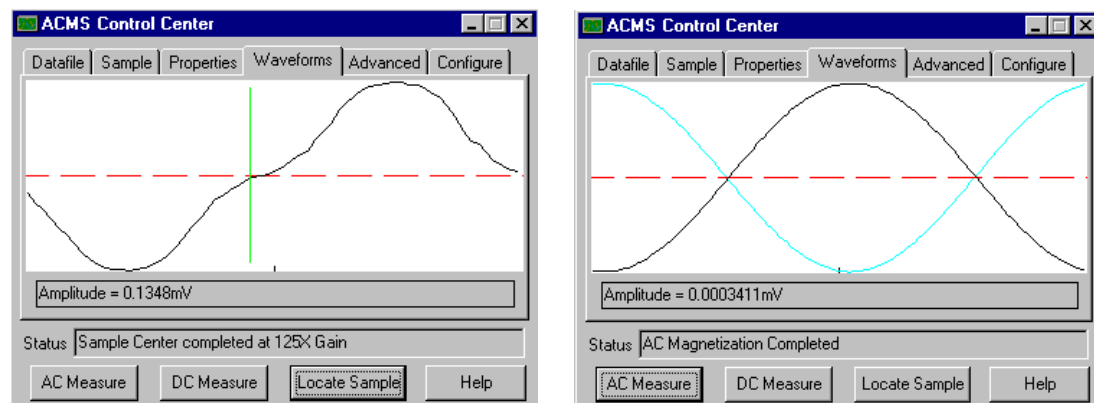 ACMS Control Center
Datafile Sample Properties Waveforms Advanced Configure
Amplitude = 0.1348mV
Status Sample Center completed at 125X Gain
AC Measure DC Measure Locate Sample Help
ACMS Control Center
Datafile Sample Properties Waveforms Advanced Configure
Amplitude = 0.0003411mV
Status AC Magnetization Completed
AC Measure DC Measure Locate Sample Help